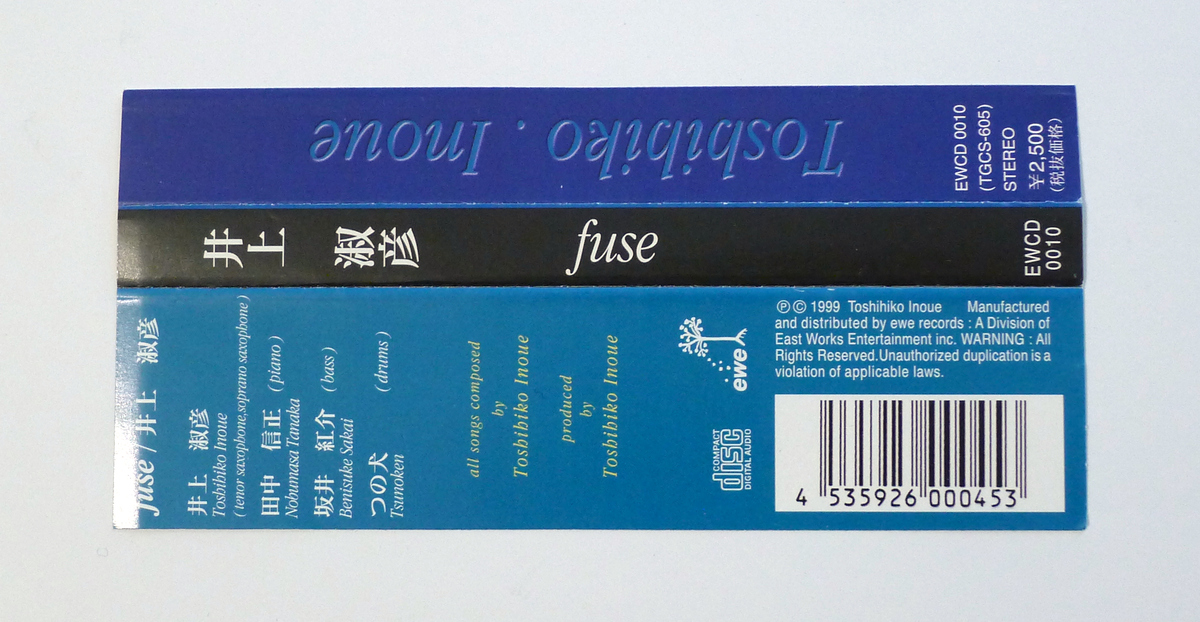 Toshihiko . Inoue
EWCD 0010
(TGCS-605)
STEREO
¥2,500
(税抜価格)
井上 淑彦
fuse
EWCD
0010
fuse / 井上 淑彦
井上 淑彦
Toshihiko Inoue
(tenor saxophone,soprano saxophone)
田中 信正 (piano)
Nobumasa Tanaka
坂井 紅介 (bass)
Benisuke Sakai
つの犬 (drums)
Tsunoken
all songs composed
by
Toshihiko Inoue
produced
by
Toshihiko Inoue
ewe
COMPACT
disc
DIGITAL AUDIO
Ⓟ© 1999 Toshihiko Inoue Manufactured
and distributed by ewe records : A Division of
East Works Entertainment inc. WARNING : All
Rights Reserved.Unauthorized duplication is a
violation of applicable laws.
4 535926 000453